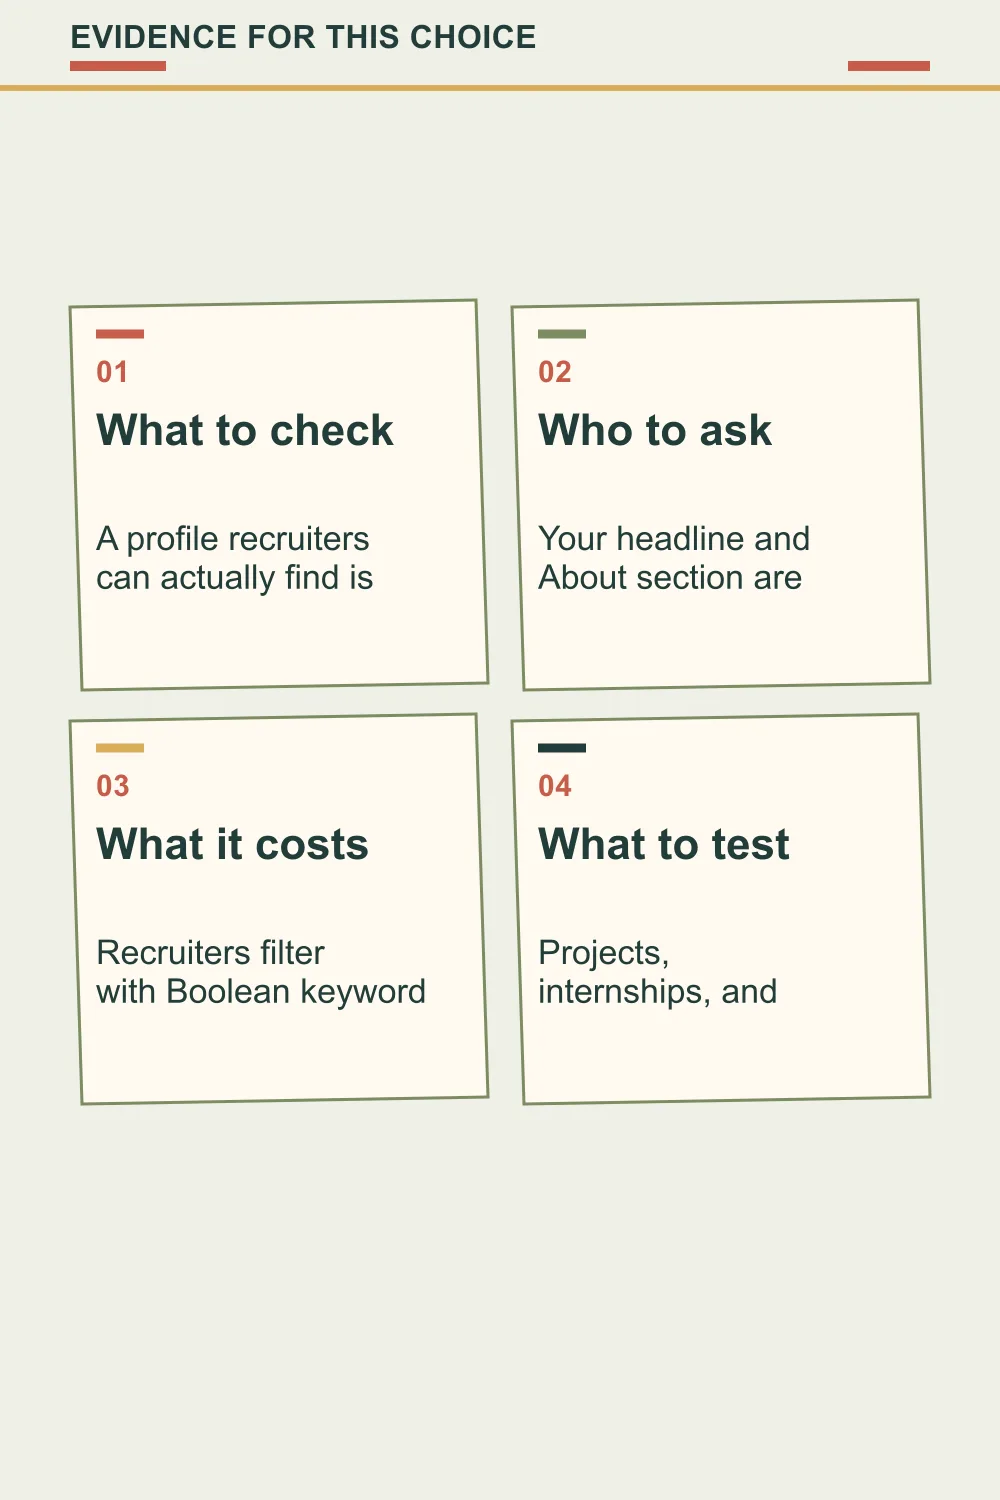 EVIDENCE FOR THIS CHOICE
01
What to check
A profile recruiters
can actually find is
02
Who to ask
Your headline and
About section are
03
What it costs
Recruiters filter
with Boolean keyword
04
What to test
Projects,
internships, and